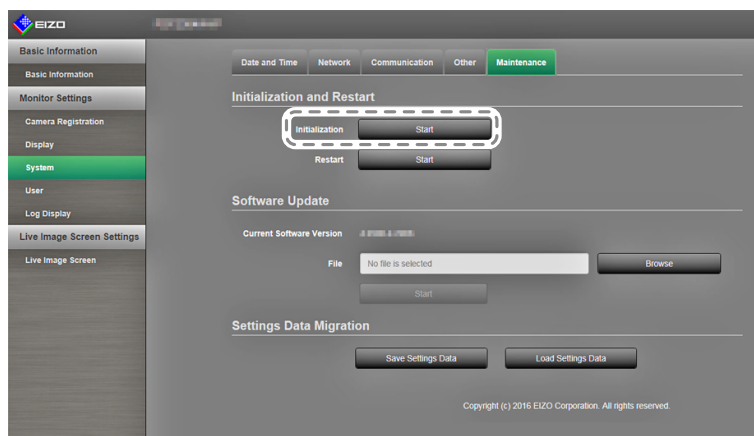 EIZO
Basic Information
Basic Information
Monitor Settings
Camera Registration
Display
System
User
Log Display
Live Image Screen Settings
Live Image Screen
Date and Time Network Communication Other Maintenance
Initialization and Restart
Initialization Start
Restart Start
Software Update
Current Software Version
File No file is selected Browse
Start
Settings Data Migration
Save Settings Data Load Settings Data
Copyright (c) 2016 EIZO Corporation. All rights reserved.